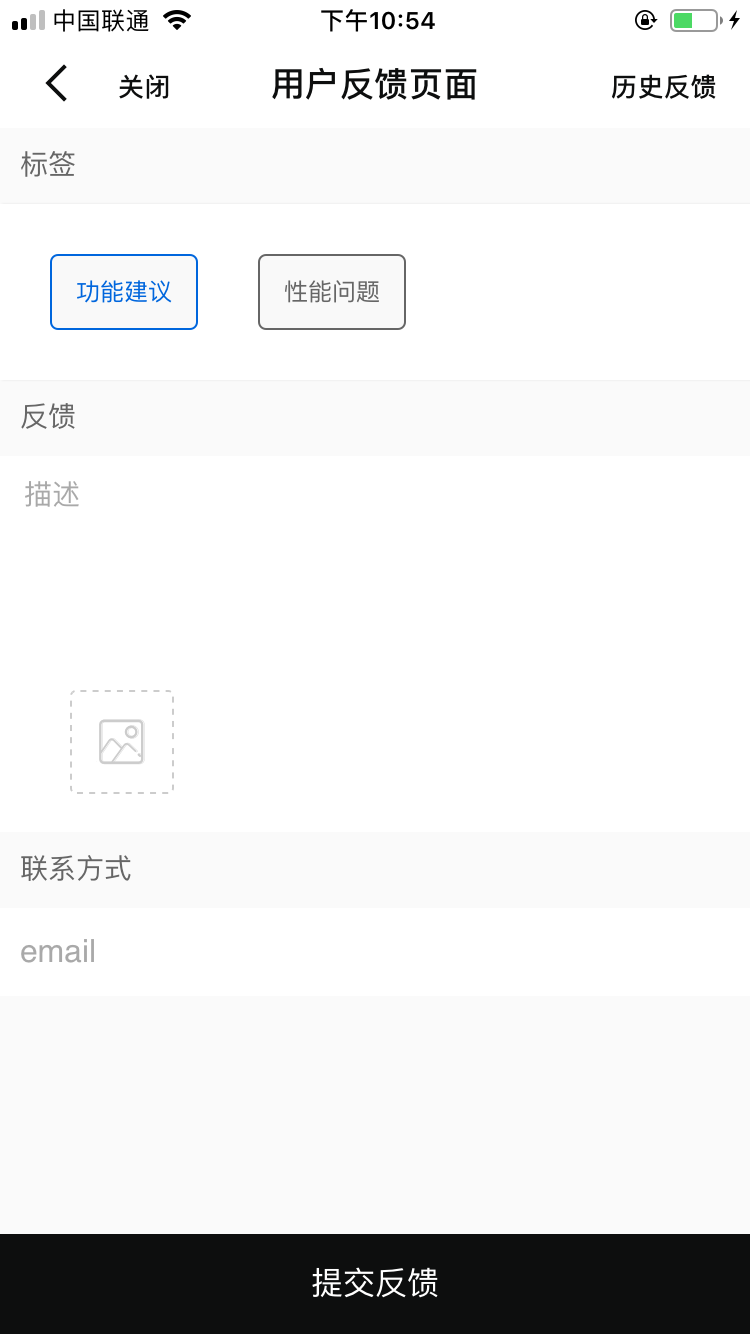 中国联通 下午10:54
关闭 用户反馈页面 历史反馈
标签
功能建议 性能问题
反馈
描述
联系方式
email
提交反馈